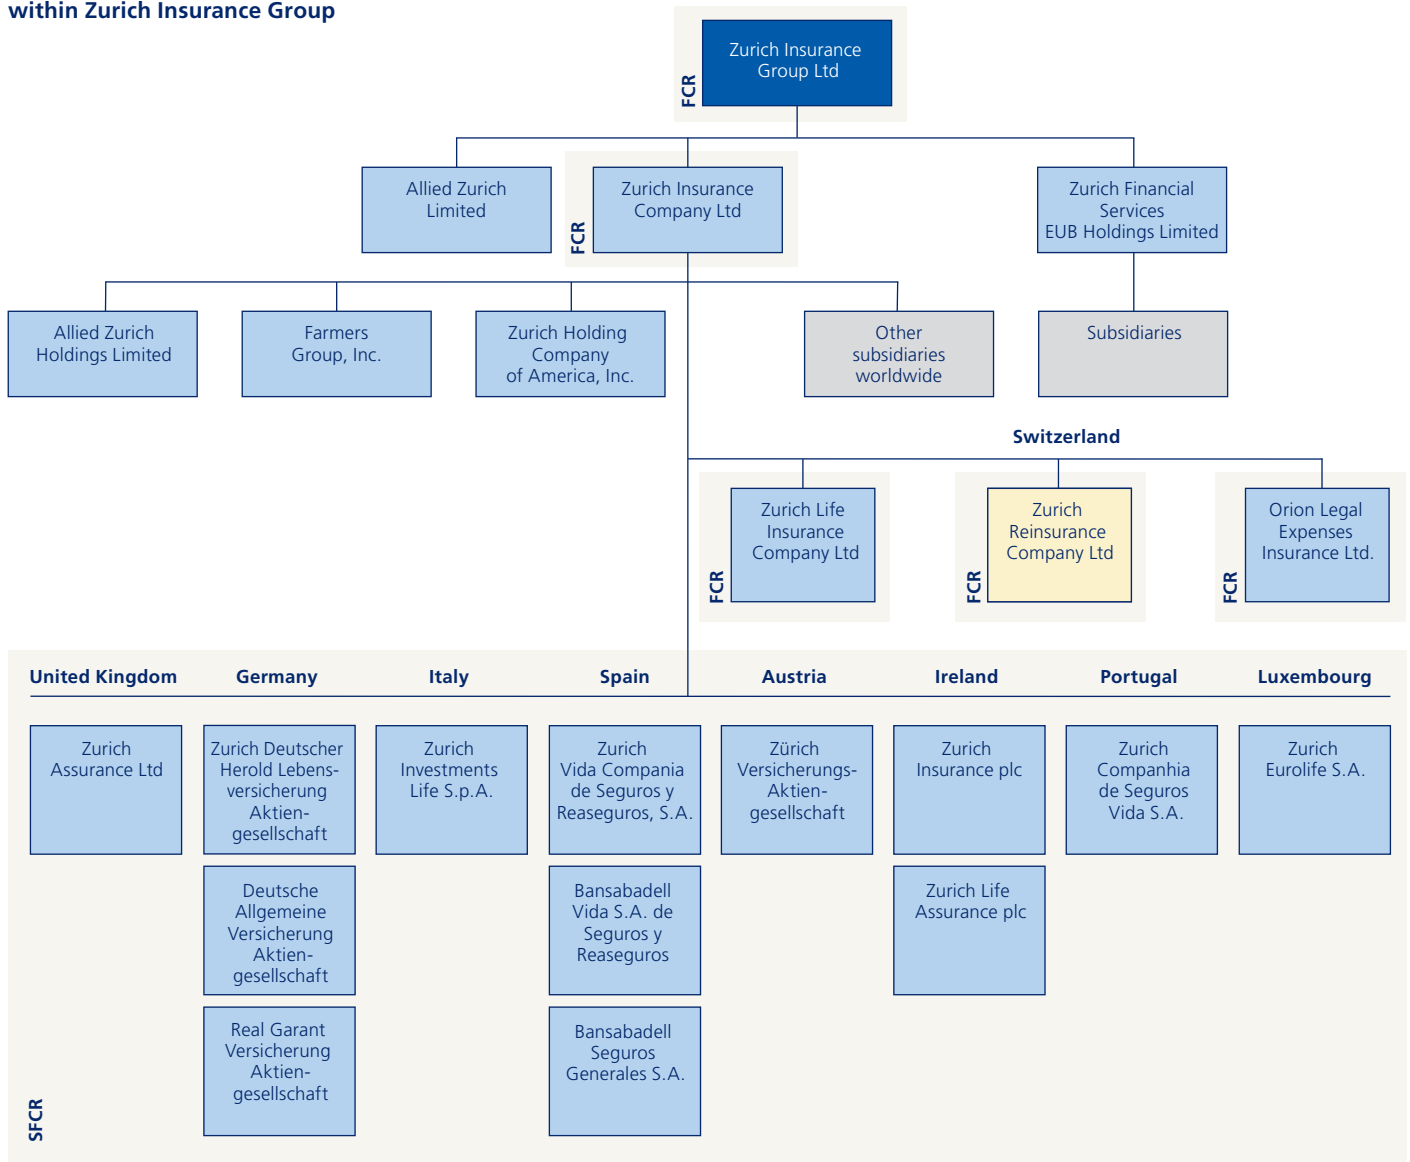 within Zurich Insurance Group
FCR
Zurich Insurance
Group Ltd
Allied Zurich
Limited
FCR
Zurich Insurance
Company Ltd
Zurich Financial
Services
EUB Holdings Limited
Allied Zurich
Holdings Limited
Farmers
Group, Inc.
Zurich Holding
Company
of America, Inc.
Other
subsidiaries
worldwide
Subsidiaries
Switzerland
FCR
Zurich Life
Insurance
Company Ltd
FCR
Zurich
Reinsurance
Company Ltd
FCR
Orion Legal
Expenses
Insurance Ltd.
United Kingdom
Germany
Italy
Spain
Austria
Ireland
Portugal
Luxembourg
Zurich
Assurance Ltd
Zurich Deutscher
Herold Lebens-
versicherung
Aktien-
gesellschaft
Zurich
Investments
Life S.p.A.
Zurich
Vida Compania
de Seguros y
Reaseguros, S.A.
Zürich
Versicherungs-
Aktien-
gesellschaft
Zurich
Insurance plc
Zurich
Companhia
de Seguros
Vida S.A.
Zurich
Eurolife S.A.
Deutsche
Allgemeine
Versicherung
Aktien-
gesellschaft
Bansabadell
Vida S.A. de
Seguros y
Reaseguros
Zurich Life
Assurance plc
Real Garant
Versicherung
Aktien-
gesellschaft
Bansabadell
Seguros
Generales S.A.
SFCR